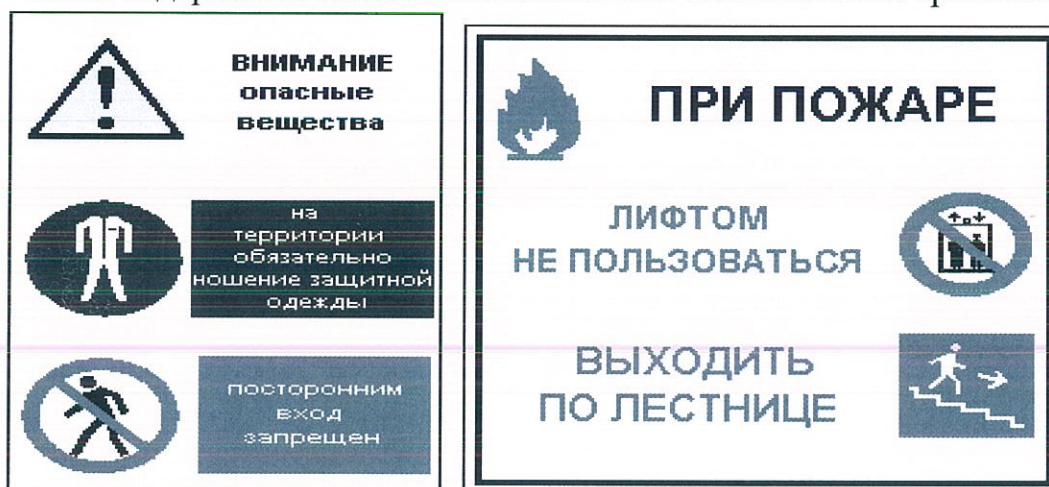 ВНИМАНИЕ
опасные
вещества
на
территории
обязательно
ношение защитной
одежды
посторонним
вход
запрещен
ПРИ ПОЖАРЕ
ЛИФТОМ
НЕ ПОЛЬЗОВАТЬСЯ
ВЫХОДИТЬ
ПО ЛЕСТНИЦЕ